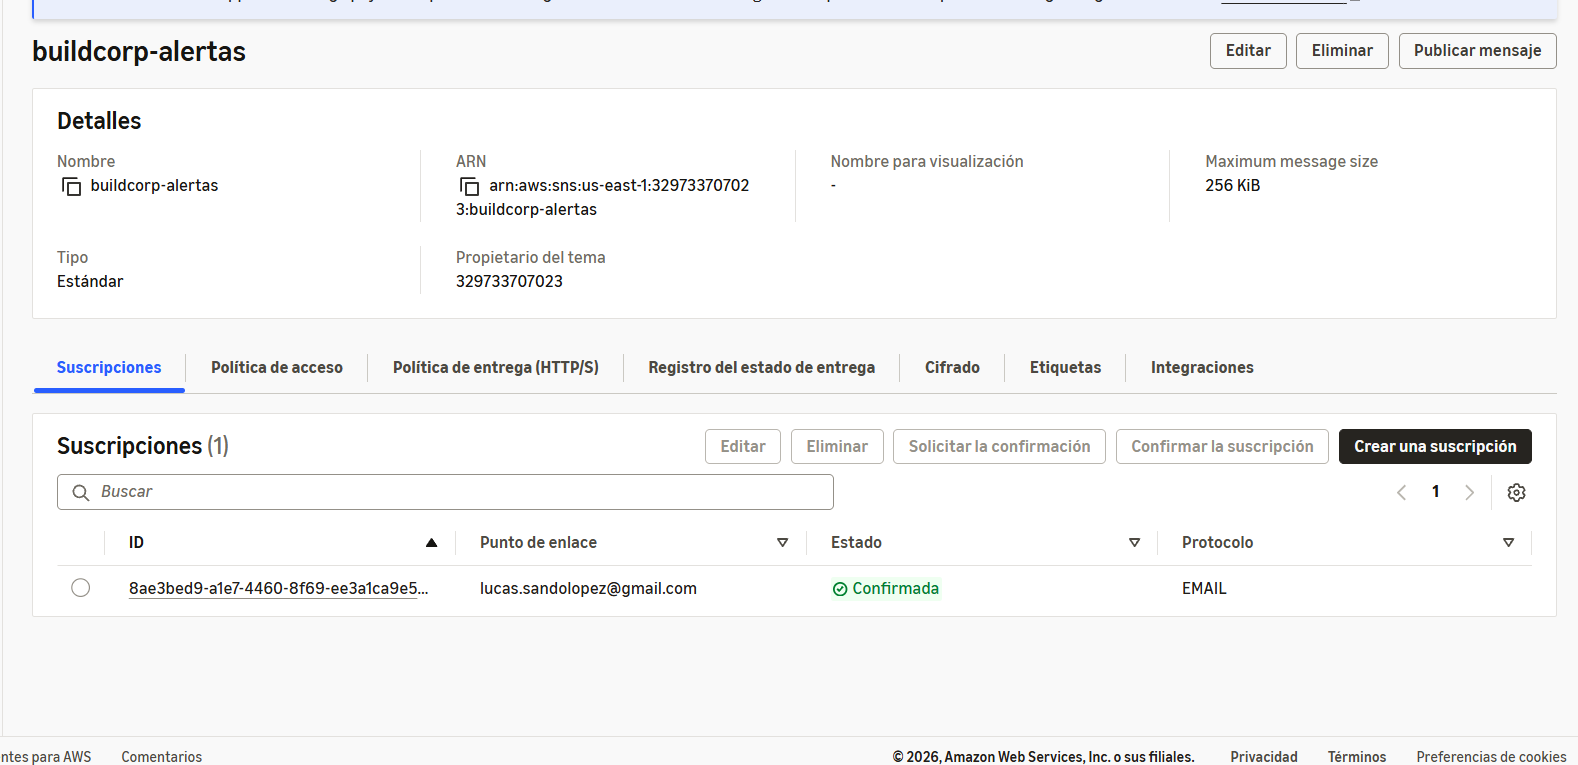 buildcorp-alertas
Editar
Eliminar
Publicar mensaje
Detalles
Nombre
buildcorp-alertas
ARN
arn:aws:sns:us-east-1:32973370702
3:buildcorp-alertas
Nombre para visualización
-
Maximum message size
256 KiB
Tipo
Estándar
Propietario del tema
329733707023
Suscripciones
Política de acceso
Política de entrega (HTTP/S)
Registro del estado de entrega
Cifrado
Etiquetas
Integraciones
Suscripciones (1)
Editar
Eliminar
Solicitar la confirmación
Confirmar la suscripción
Crear una suscripción
Buscar
1
ID
Punto de enlace
Estado
Protocolo
8ae3bed9-a1e7-4460-8f69-ee3a1ca9e5...
lucas.sandolopez@gmail.com
Confirmada
EMAIL
ntes para AWS
Comentarios
© 2026, Amazon Web Services, Inc. o sus filiales.
Privacidad
Términos
Preferencias de cookies